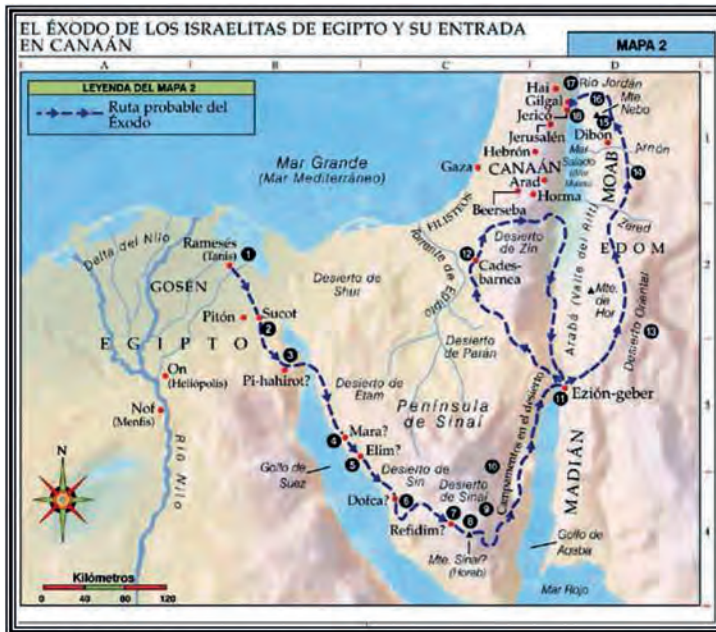 EL ÉXODO DE LOS ISRAELITAS DE EGIPTO Y SU ENTRADA
EN CANAÁN
MAPA 2
A
B
C
D
LEYENDA DEL MAPA 2
Ruta probable del
Éxodo
Hai
17
Río Jordán
Gilgal
16
Mte.
Nebo
Jericó
18
15
Jerusalén
Dibón
1
Mar
Salado
(Mar
Muerto)
Arnón
Hebrón
CANAÁN
MOAB
14
Mar Grande
(Mar Mediterráneo)
Gaza
Arad
Horma
Beerseba
FILISTEOS
Zered
Delta del Nilo
Ramesés
(Tanis)
1
Desierto
de Zin
EDOM
12
Cades-
barnea
2
Torrente de
Egipto
Arabá (Valle del Rift)
GOSÉN
Desierto
de Shur
Mte.
de Hor
Pitón
Sucot
2
13
Desierto Oriental
EGIPTO
3
Desierto
de Parán
Pi-hahirot?
On
(Heliópolis)
Desierto de
Etam
11
Ezión-geber
Nof
(Menfis)
Península
de Sinaí
3
Campamentos en el desierto
4
Mara?
MADIÁN
N
Río Nilo
5
Elim?
Golfo de
Suez
Desierto de
Sin
10
Desierto
de Sinaí
Dofca?
6
7
8
9
Refidim?
4
Mte. Sinaí?
(Horeb)
Golfo de
Aqaba
Kilómetros
0 40 80 120
Mar Rojo